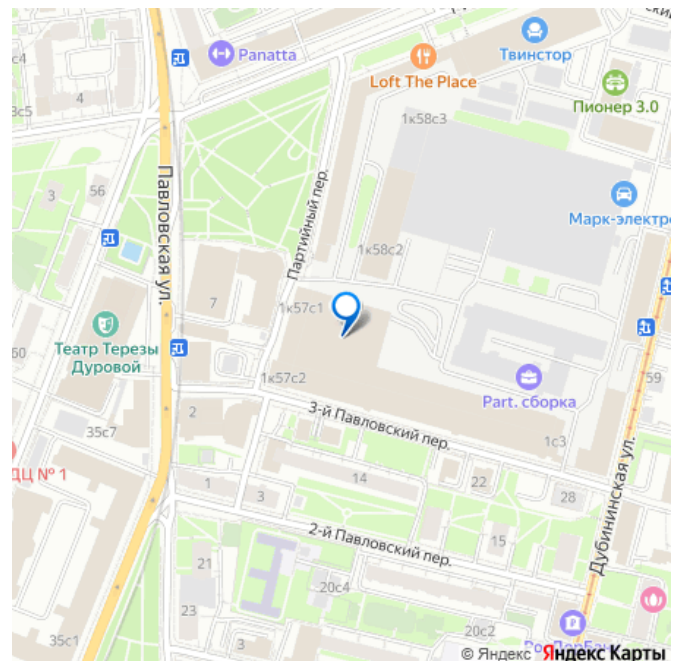 Panatta
Твинстор
Loft The Place
Пионер 3.0
4
1к58с3
3
56
Павловская ул.
Партийный пер.
Марк-электро
1к58с2
7
1к57с1
Театр Терезы
Дуровой
50
59
1к57с2
Part. сборка
2
3-й Павловский пер.
35с7
1с3
ДЦ № 1
1
3
14
22
28
Дубининская ул.
2-й Павловский пер.
15
21
20с4
23
3
20с2
35с1
© Яндекс
Яндекс Карты